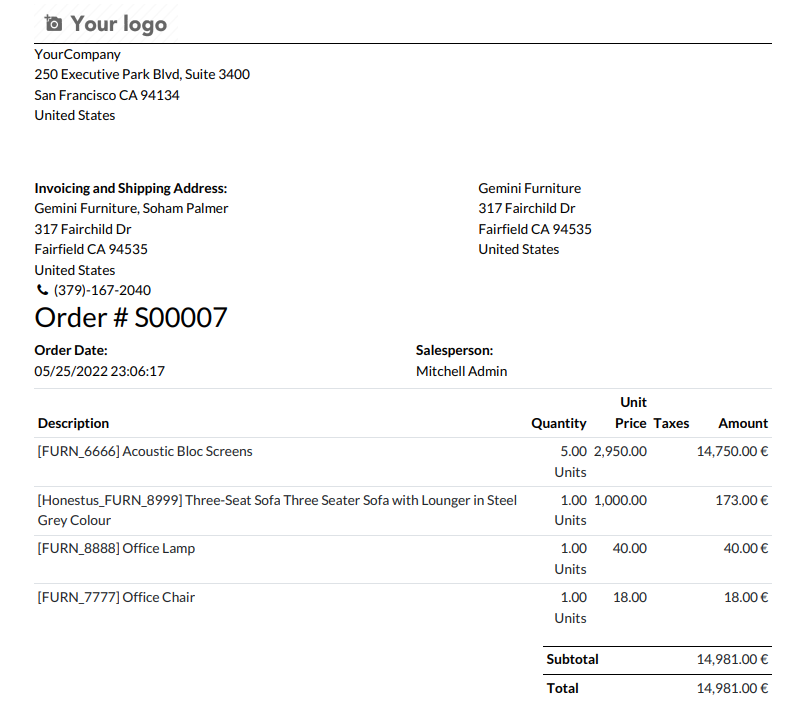 Your logo
YourCompany
250 Executive Park Blvd, Suite 3400
San Francisco CA 94134
United States
Invoicing and Shipping Address:
Gemini Furniture, Soham Palmer
317 Fairchild Dr
Fairfield CA 94535
United States
(379)-167-2040
Gemini Furniture
317 Fairchild Dr
Fairfield CA 94535
United States
Order # S00007
Order Date:
05/25/2022 23:06:17
Salesperson:
Mitchell Admin
Description Quantity Unit Price Taxes Amount
[FURN_6666] Acoustic Bloc Screens 5.00 2,950.00 14,750.00 €
Units
[Honestus_FURN_8999] Three-Seat Sofa Three Seater Sofa with Lounger in Steel 1.00 1,000.00 173.00 €
Grey Colour Units
[FURN_8888] Office Lamp 1.00 40.00 40.00 €
Units
[FURN_7777] Office Chair 1.00 18.00 18.00 €
Units
Subtotal 14,981.00 €
Total 14,981.00 €